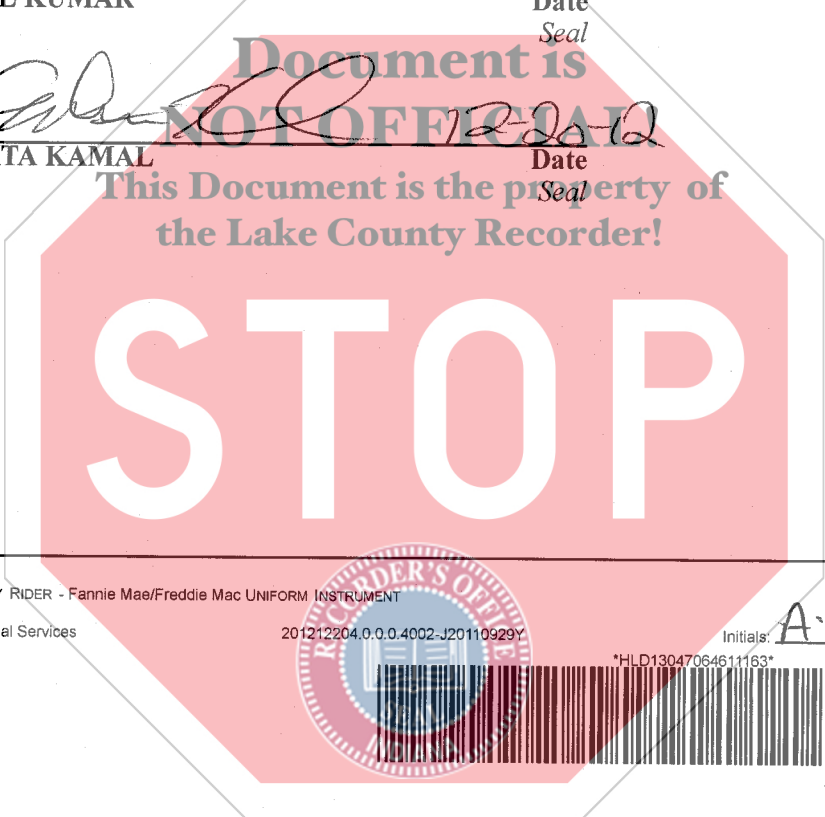 KUMAR
Date
Seal
Document is
NOT OFFICIAL!
12-20-12
TA KAMAL
Date
This Document is the property of
Seal
the Lake County Recorder!
STOP
RIDER - Fannie Mae/Freddie Mac UNIFORM INSTRUMENT
al Services
201212204.0.0.0.4002-J20110929Y
Initials: A
*HLD13047064611163*
RECORDER'S OFFICE
SEAL
INDIANA